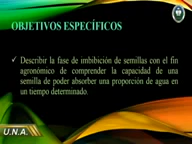 OBJETIVOS ESPECÍFICOS
✓ Describir la fase de imbibición de semillas con el fin
agronómico de comprender la capacidad de una
semilla de poder absorber una proporción de agua en
un tiempo determinado.
U.N.A.